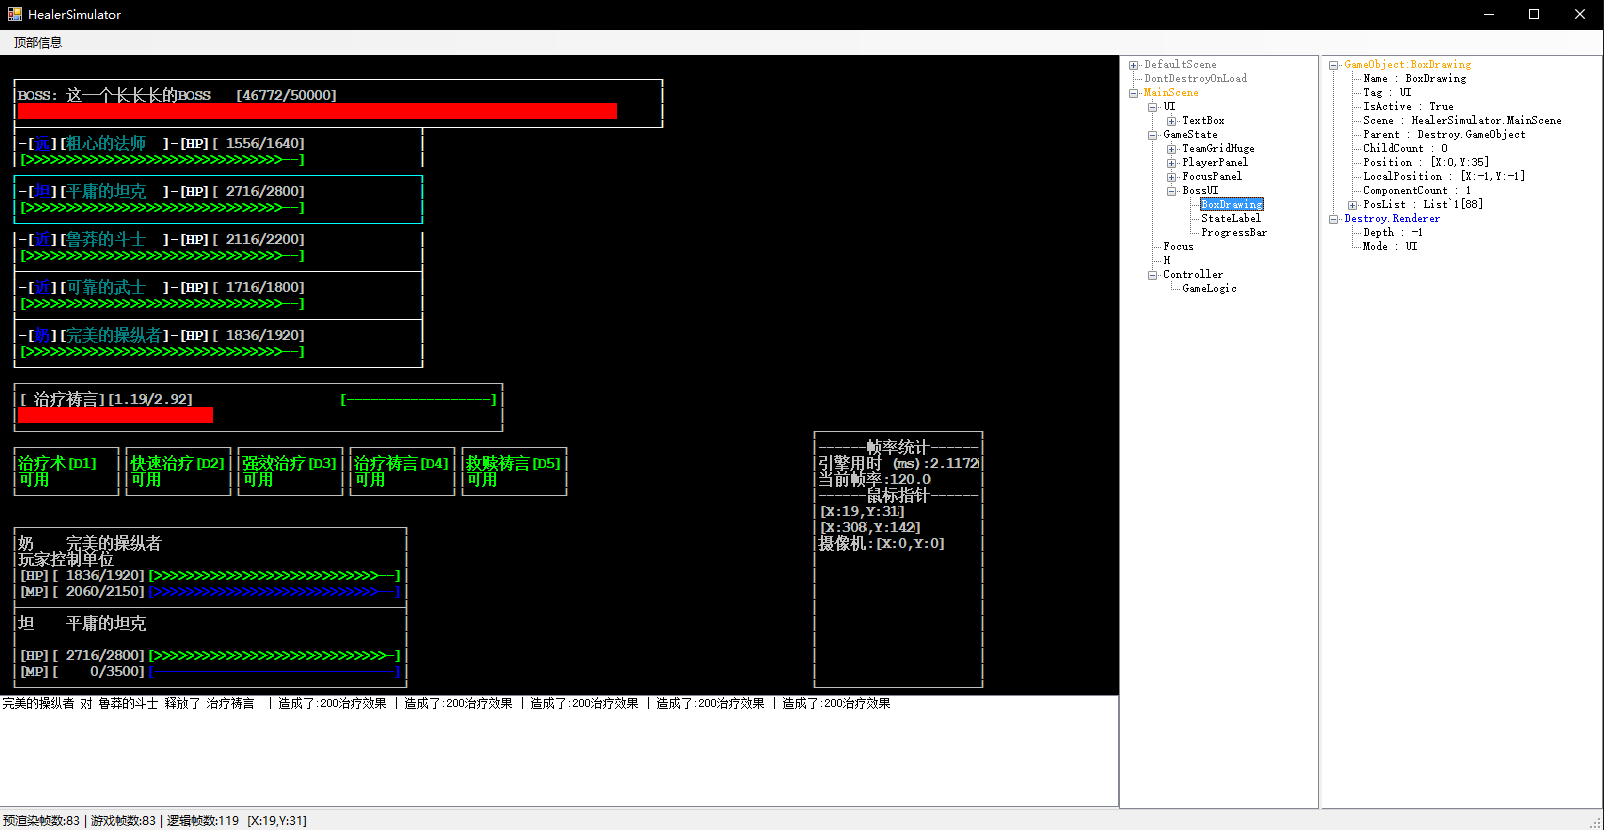 HealerSimulator
顶部信息
BOSS: 这一个长长长的BOSS [46772/50000]
-[远][粗心的法师 ]-[HP][ 1556/1640]
[>>>>>>>>>>>>>>>>>>>>>>>>>>>>>>>>--]
-[坦][平庸的坦克 ]-[HP][ 2716/2800]
[>>>>>>>>>>>>>>>>>>>>>>>>>>>>>>>>--]
-[近][鲁莽的斗士 ]-[HP][ 2116/2200]
[>>>>>>>>>>>>>>>>>>>>>>>>>>>>>>>>--]
-[近][可靠的武士 ]-[HP][ 1716/1800]
[>>>>>>>>>>>>>>>>>>>>>>>>>>>>>>>>--]
-[奶][完美的操纵者]-[HP][ 1836/1920]
[>>>>>>>>>>>>>>>>>>>>>>>>>>>>>>>>--]
[ 治疗祷言][1.19/2.92] [------------------]
治疗术[D1] 快速治疗[D2] 强效治疗[D3] 治疗祷言[D4] 救赎祷言[D5]
可用 可用 可用 可用 可用
奶 完美的操纵者
玩家控制单位
[HP][ 1836/1920][>>>>>>>>>>>>>>>>>>>>>>>>>>>>--]
[MP][ 2060/2150][>>>>>>>>>>>>>>>>>>>>>>>>>>>>--]
坦 平庸的坦克
[HP][ 2716/2800][>>>>>>>>>>>>>>>>>>>>>>>>>>>>>-]
[MP][ 0/3500][------------------------------]
------帧率统计------
引擎用时 (ms):2.1172
当前帧率:120.0
------鼠标指针------
[X:19,Y:31]
[X:308,Y:142]
摄像机:[X:0,Y:0]
完美的操纵者 对 鲁莽的斗士 释放了 治疗祷言 | 造成了:200治疗效果 | 造成了:200治疗效果 | 造成了:200治疗效果 | 造成了:200治疗效果 | 造成了:200治疗效果
DefaultScene
DontDestroyOnLoad
MainScene
UI
TextBox
GameState
TeamGridHuge
PlayerPanel
FocusPanel
BossUI
BoxDrawing
StateLabel
ProgressBar
Focus
H
Controller
GameLogic
GameObject:BoxDrawing
Name : BoxDrawing
Tag : UI
IsActive : True
Scene : HealerSimulator.MainScene
Parent : Destroy.GameObject
ChildCount : 0
Position : [X:0,Y:35]
LocalPosition : [X:-1,Y:-1]
ComponentCount : 1
PosList : List`1[88]
Destroy.Renderer
Depth : -1
Mode : UI
预渲染帧数:83 | 游戏帧数:83 | 逻辑帧数:119 [X:19,Y:31]